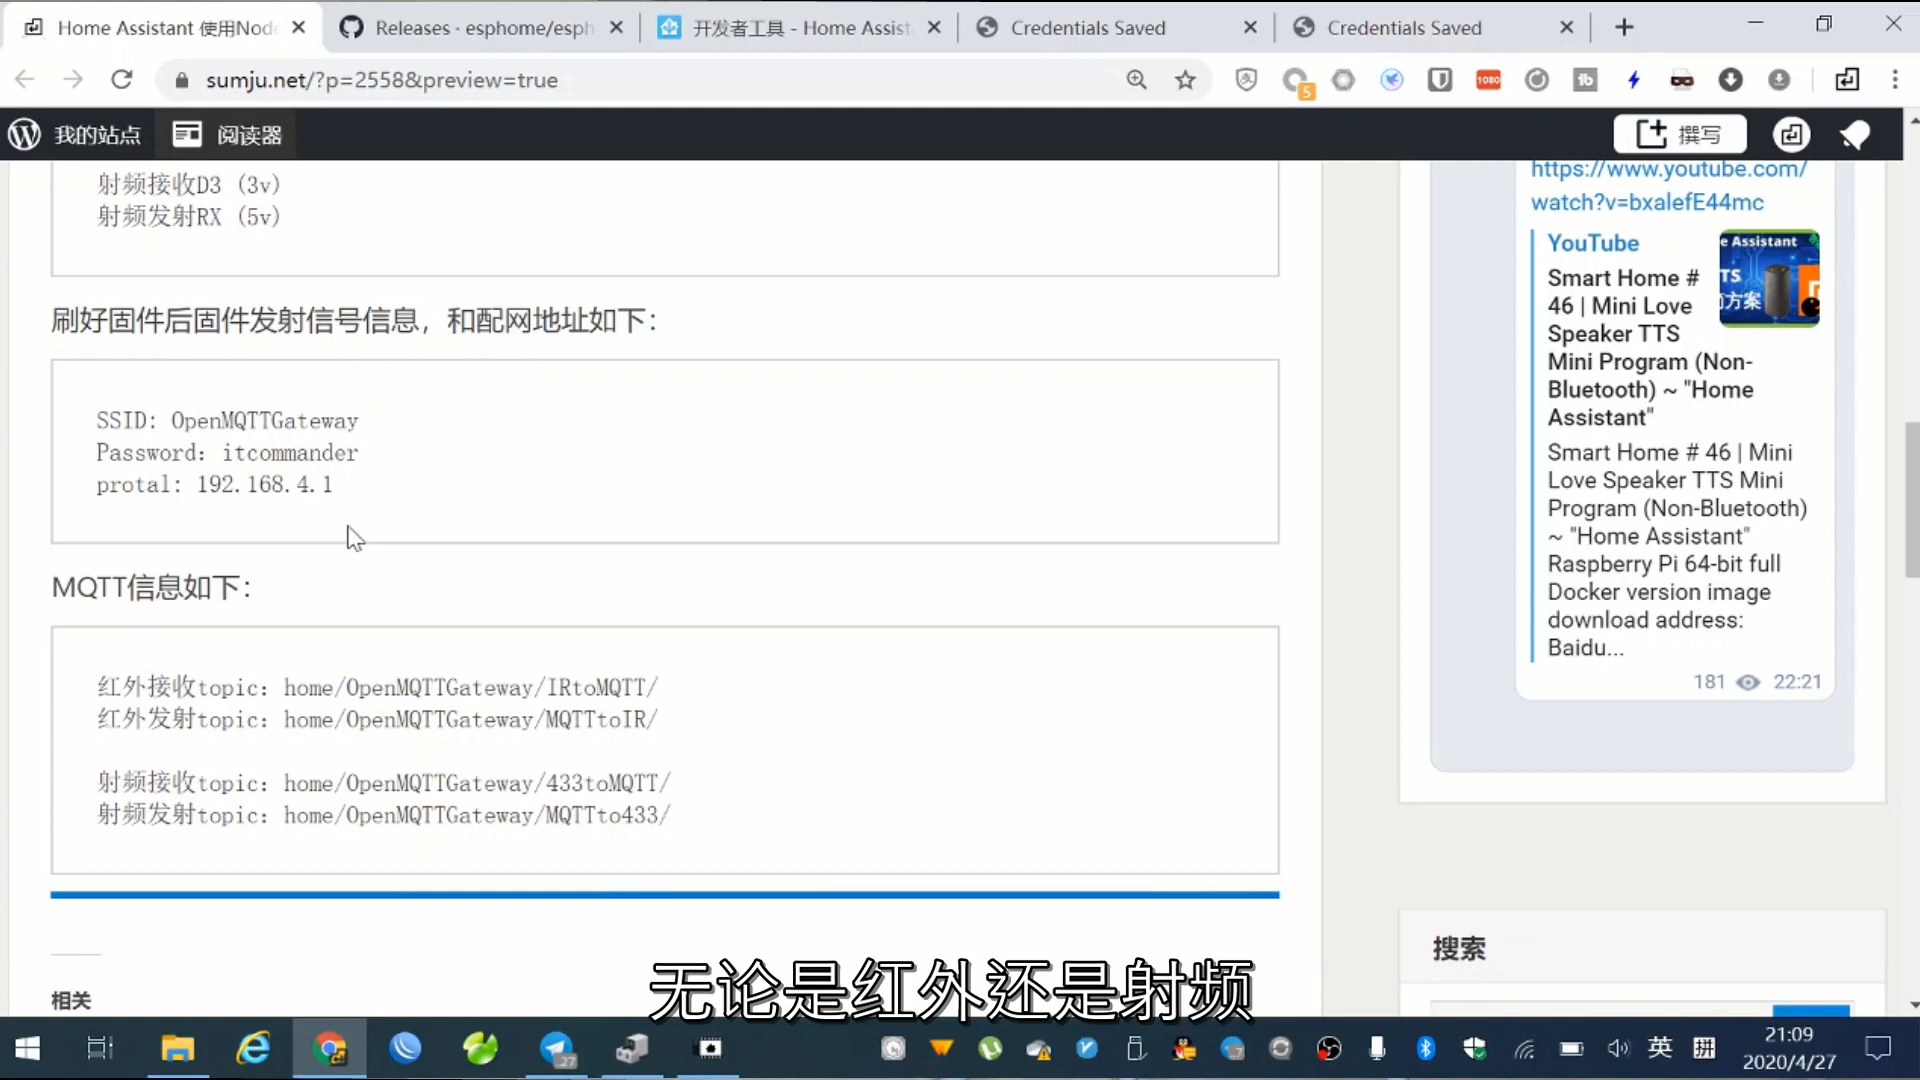 Home Assistant 使用Node
Releases · esphome/esph
开发者工具 - Home Assist
Credentials Saved
Credentials Saved
sumju.net/?p=2558&preview=true
5
1080
我的站点
阅读器
撰写
射频接收D3 (3v)
射频发射RX (5v)
刷好固件后固件发射信号信息，和配网地址如下：
SSID: OpenMQTTGateway
Password: itcommander
protal: 192.168.4.1
MQTT信息如下：
红外接收topic: home/OpenMQTTGateway/IRtoMQTT/
红外发射topic: home/OpenMQTTGateway/MQTTtoIR/
射频接收topic: home/OpenMQTTGateway/433toMQTT/
射频发射topic: home/OpenMQTTGateway/MQTTto433/
相关
https://www.youtube.com/
watch?v=bxalefE44mc
YouTube
Smart Home #
46 | Mini Love
Speaker TTS
Mini Program (Non-
Bluetooth) ~ "Home
Assistant"
e Assistant
TS
方案
Smart Home # 46 | Mini
Love Speaker TTS Mini
Program (Non-Bluetooth)
~ "Home Assistant"
Raspberry Pi 64-bit full
Docker version image
download address:
Baidu...
181 22:21
搜索
无论是红外还是射频
27
英
拼
21:09
2020/4/27